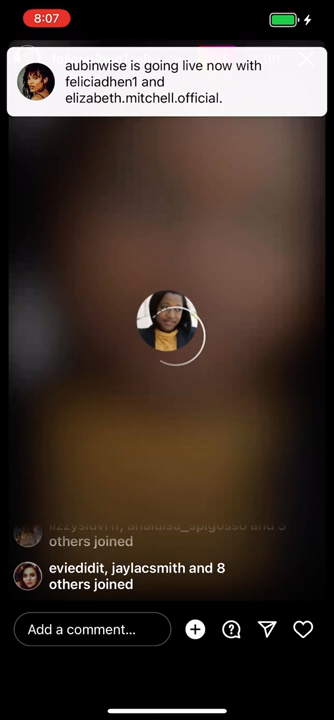 8:07
aubinwise is going live now with
feliciadhen1 and
elizabeth.mitchell.official.
others joined
eviedidit, jaylacsmith and 8
others joined
Add a comment...